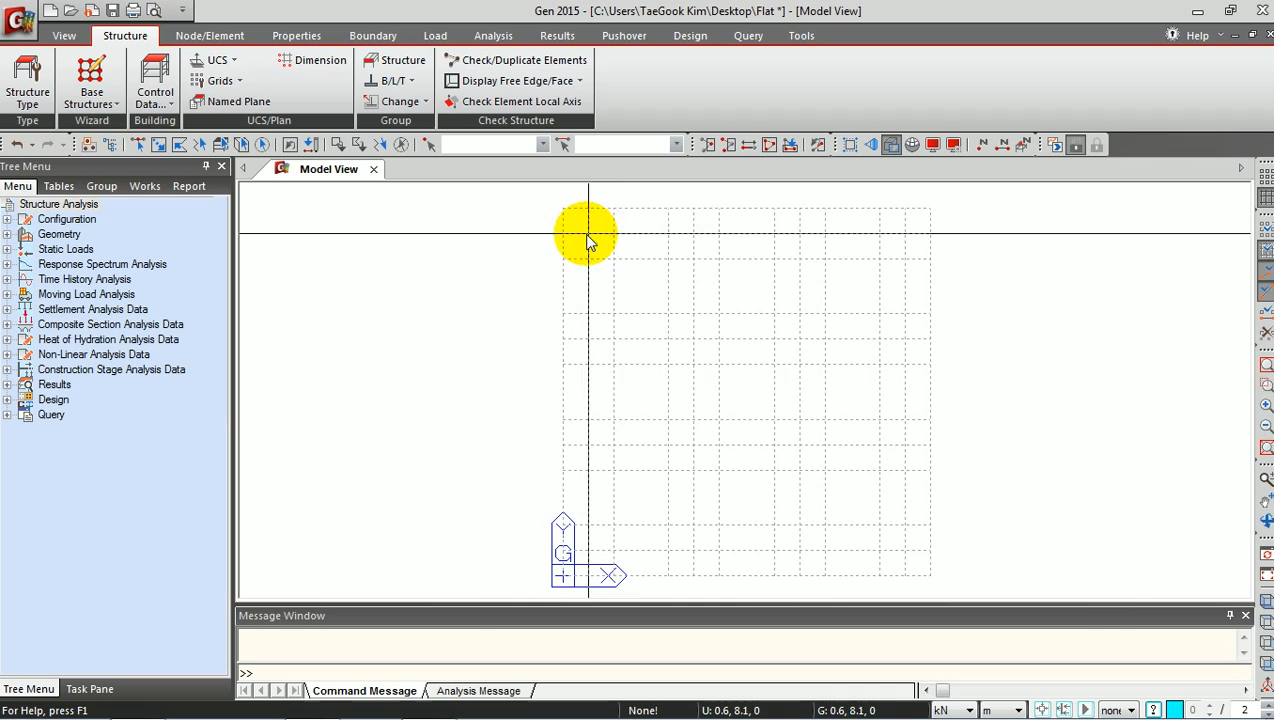 Gen 2015 - [C:\Users\TaeGook Kim\Desktop\Flat *] - [Model View]
View Structure Node/Element Properties Boundary Load Analysis Results Pushover Design Query Tools Help
Structure Type
Base Structures
Control Data...
UCS
Grids
Named Plane
Dimension
Structure
B/L/T
Change
Check/Duplicate Elements
Display Free Edge/Face
Check Element Local Axis
Type Wizard Building UCS/Plan Group Check Structure
Tree Menu
Model View
Menu Tables Group Works Report
Structure Analysis
Configuration
Geometry
Static Loads
Response Spectrum Analysis
Time History Analysis
Moving Load Analysis
Settlement Analysis Data
Composite Section Analysis Data
Heat of Hydration Analysis Data
Non-Linear Analysis Data
Construction Stage Analysis Data
Results
Design
Query
Y
G
X
Message Window
>>
Tree Menu Task Pane
Command Message Analysis Message
For Help, press F1 None! U: 0.6, 8.1, 0 G: 0.6, 8.1, 0 kN m none 0 / 2